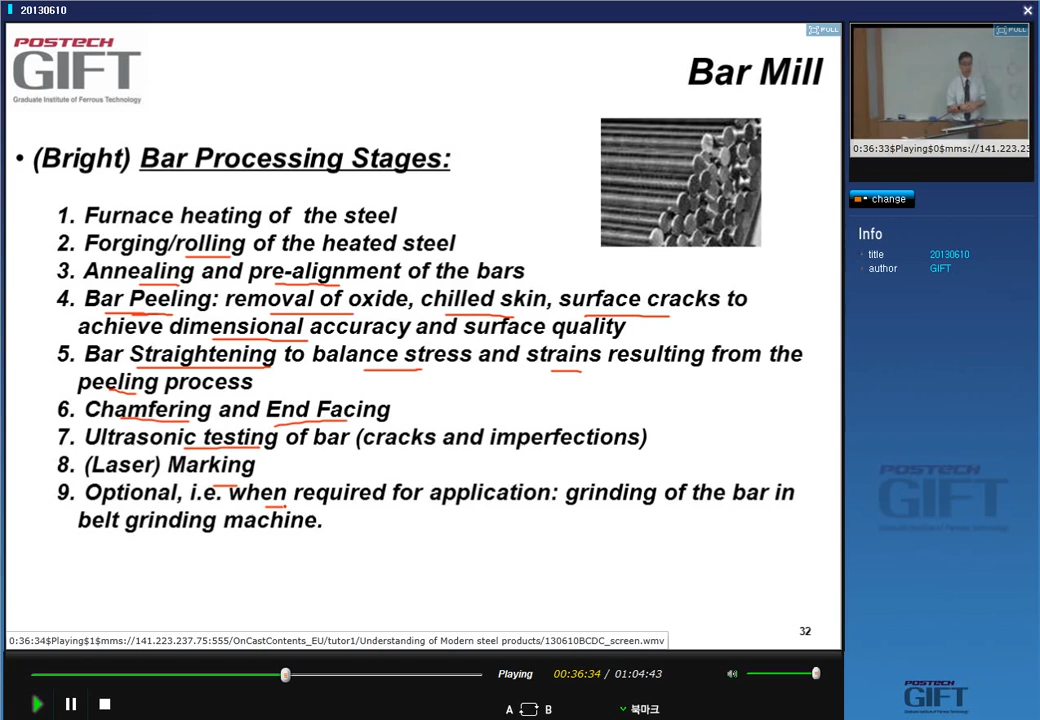 20130610
POSTECH
GIFT
Graduate Institute of Ferrous Technology
Bar Mill
• (Bright) Bar Processing Stages:
1. Furnace heating of the steel
2. Forging/rolling of the heated steel
3. Annealing and pre-alignment of the bars
4. Bar Peeling: removal of oxide, chilled skin, surface cracks to
achieve dimensional accuracy and surface quality
5. Bar Straightening to balance stress and strains resulting from the
peeling process
6. Chamfering and End Facing
7. Ultrasonic testing of bar (cracks and imperfections)
8. (Laser) Marking
9. Optional, i.e. when required for application: grinding of the bar in
belt grinding machine.
32
0:36:34$Playing$1$mms://141.223.237.75:555/OnCastContents_EU/tutor1/Understanding of Modern steel products/130610BCDC_screen.wmv
Playing
00:36:34 / 01:04:43
A B
북마크
FULL
FULL
0:36:33$Playing$0$mms://141.223.23
change
Info
title 20130610
author GIFT
POSTECH
GIFT
POSTECH
GIFT